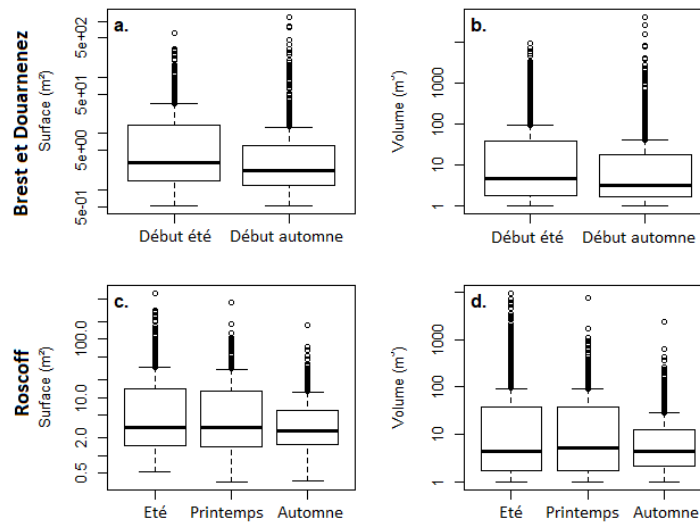 Brest et Douarnenez
Surface (m²)
a.
5e+02
5e+01
5e+00
5e-01
Début été
Début automne
Volume (m³)
b.
1000
100
10
1
Début été
Début automne
Roscoff
Surface (m²)
c.
100.0
10.0
2.0
0.5
Eté
Printemps
Automne
Volume (m³)
d.
1000
100
10
1
Eté
Printemps
Automne